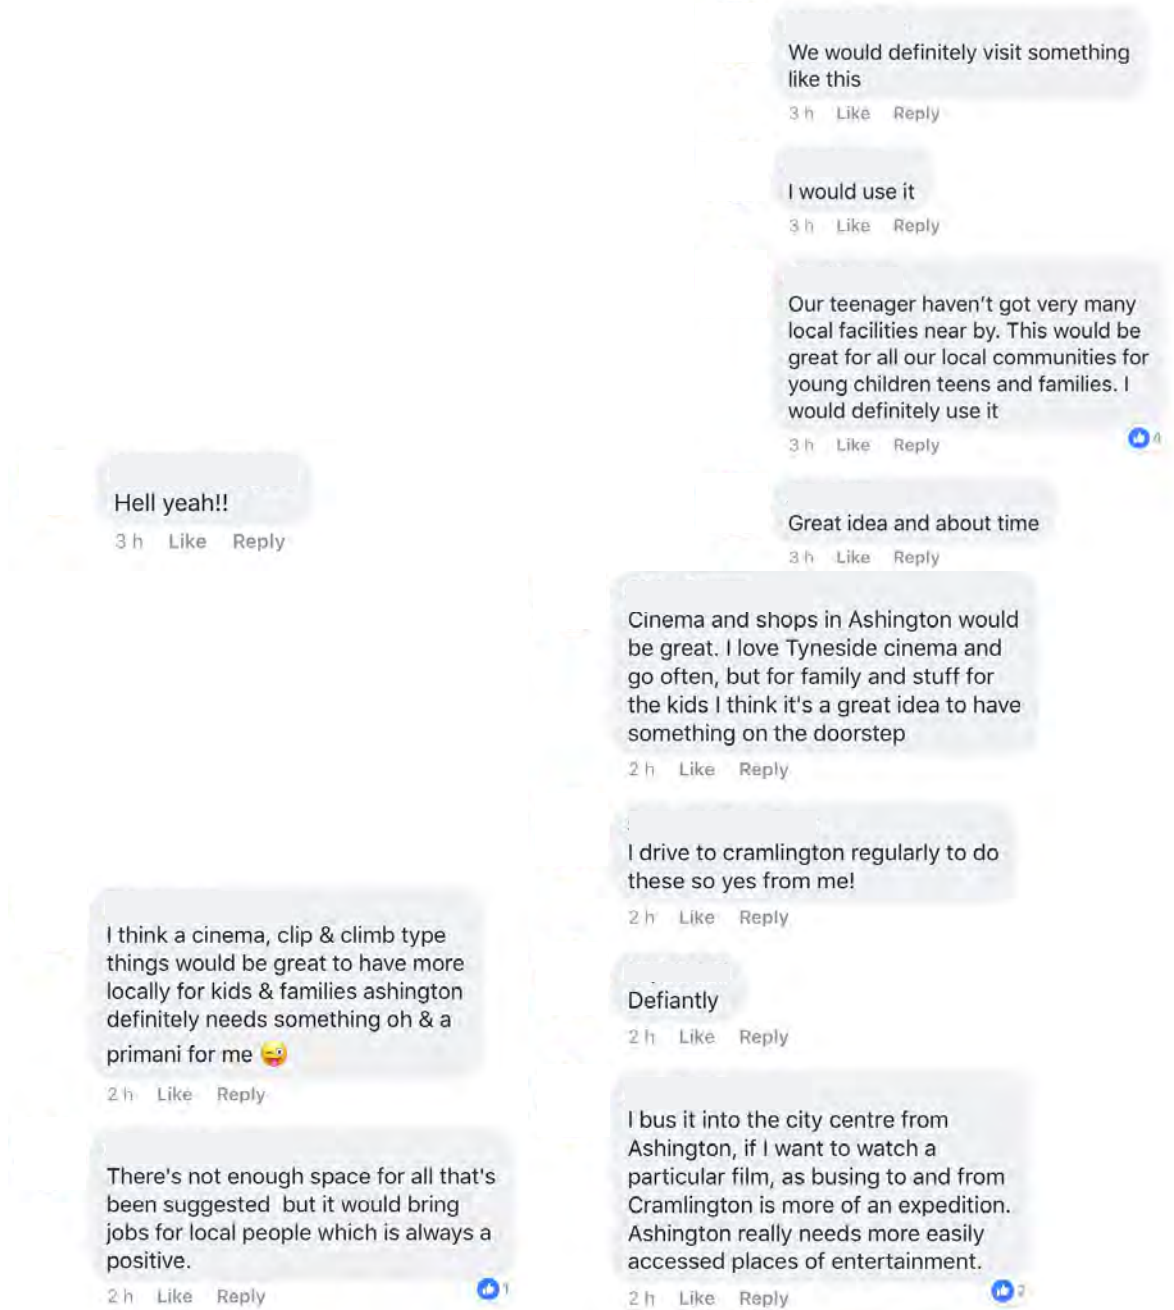 We would definitely visit something
like this
3 h Like Reply
I would use it
3 h Like Reply
Our teenager haven't got very many
local facilities near by. This would be
great for all our local communities for
young children teens and families. I
would definitely use it
4
3 h Like Reply
Great idea and about time
3 h Like Reply
Hell yeah!!
3 h Like Reply
I think a cinema, clip & climb type
things would be great to have more
locally for kids & families ashington
definitely needs something oh & a
primani for me 😜
2 h Like Reply
There's not enough space for all that's
been suggested but it would bring
jobs for local people which is always a
positive.
1
2 h Like Reply
Cinema and shops in Ashington would
be great. I love Tyneside cinema and
go often, but for family and stuff for
the kids I think it's a great idea to have
something on the doorstep
2 h Like Reply
I drive to cramlington regularly to do
these so yes from me!
2 h Like Reply
Defiantly
2 h Like Reply
I bus it into the city centre from
Ashington, if I want to watch a
particular film, as busing to and from
Cramlington is more of an expedition.
Ashington really needs more easily
accessed places of entertainment.
2
2 h Like Reply